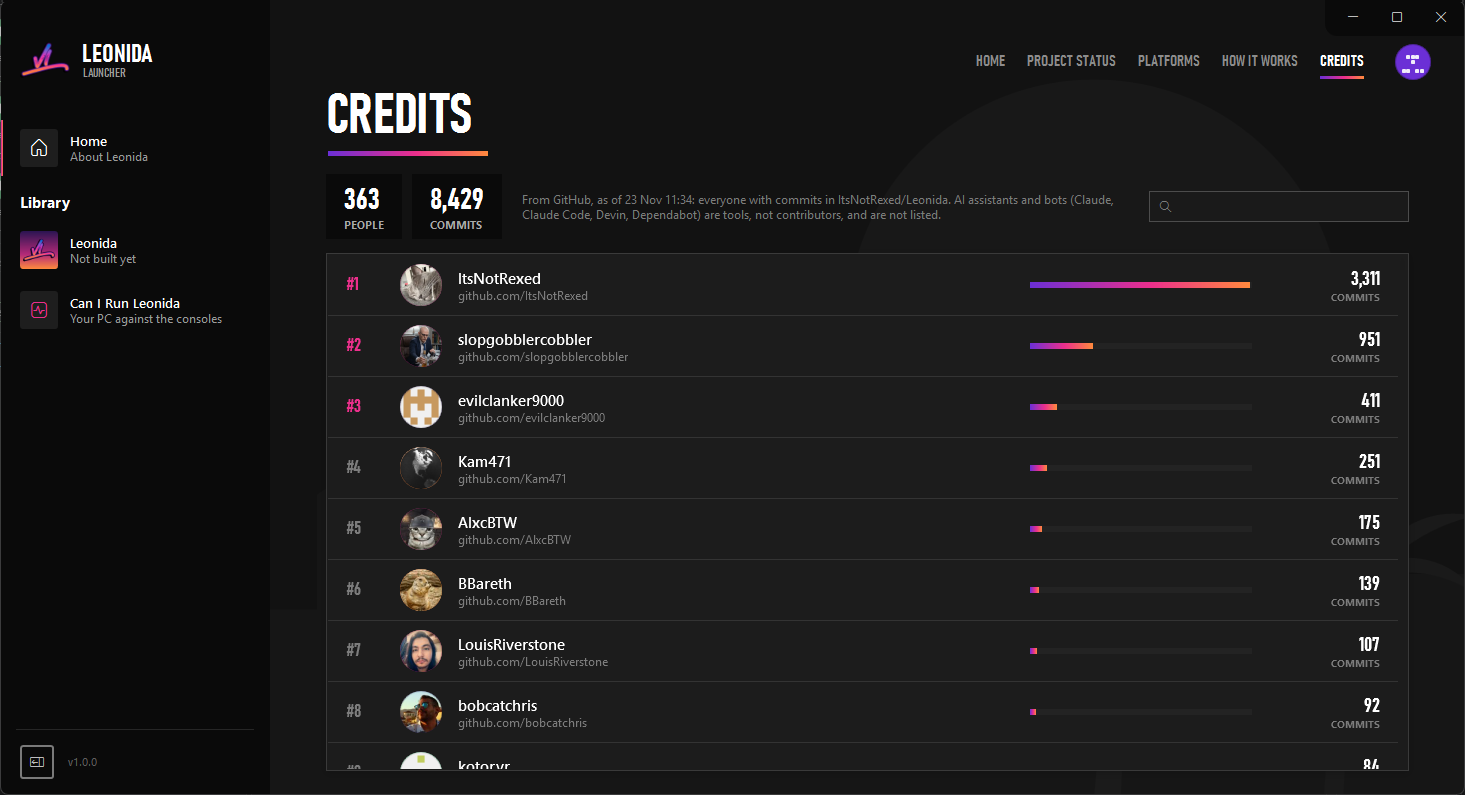 LEONIDA
LAUNCHER
HOME PROJECT STATUS PLATFORMS HOW IT WORKS CREDITS
Home
About Leonida
Library
Leonida
Not built yet
Can I Run Leonida
Your PC against the consoles
v1.0.0
CREDITS
363
PEOPLE
8,429
COMMITS
From GitHub, as of 23 Nov 11:34: everyone with commits in ItsNotRexed/Leonida. AI assistants and bots (Claude,
Claude Code, Devin, Dependabot) are tools, not contributors, and are not listed.
#1 ItsNotRexed 3,311
github.com/ItsNotRexed COMMITS
#2 slopgobblercobbler 951
github.com/slopgobblercobbler COMMITS
#3 evilclanker9000 411
github.com/evilclanker9000 COMMITS
#4 Kam471 251
github.com/Kam471 COMMITS
#5 AlxcBTW 175
github.com/AlxcBTW COMMITS
#6 BBareth 139
github.com/BBareth COMMITS
#7 LouisRiverstone 107
github.com/LouisRiverstone COMMITS
#8 bobcatchris 92
github.com/bobcatchris COMMITS
84